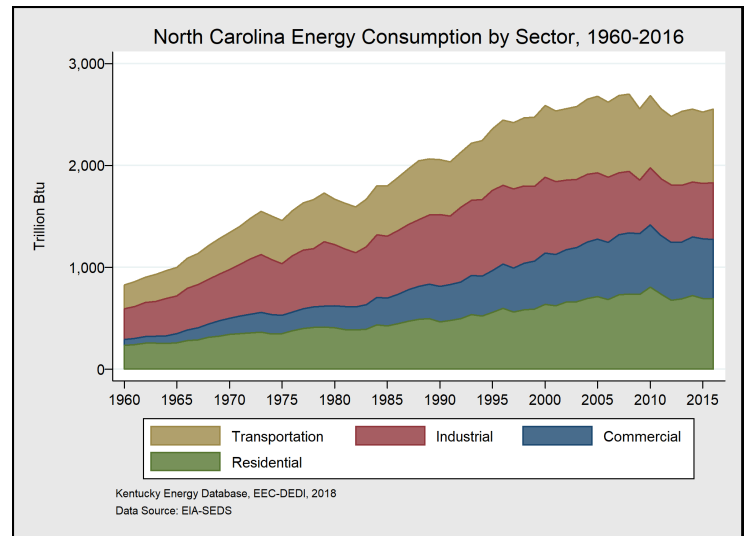 North Carolina Energy Consumption by Sector, 1960-2016
3,000
2,000
1,000
0
Trillion Btu
1960 1965 1970 1975 1980 1985 1990 1995 2000 2005 2010 2015
Transportation Industrial Commercial
Residential
Kentucky Energy Database, EEC-DEDI, 2018
Data Source: EIA-SEDS